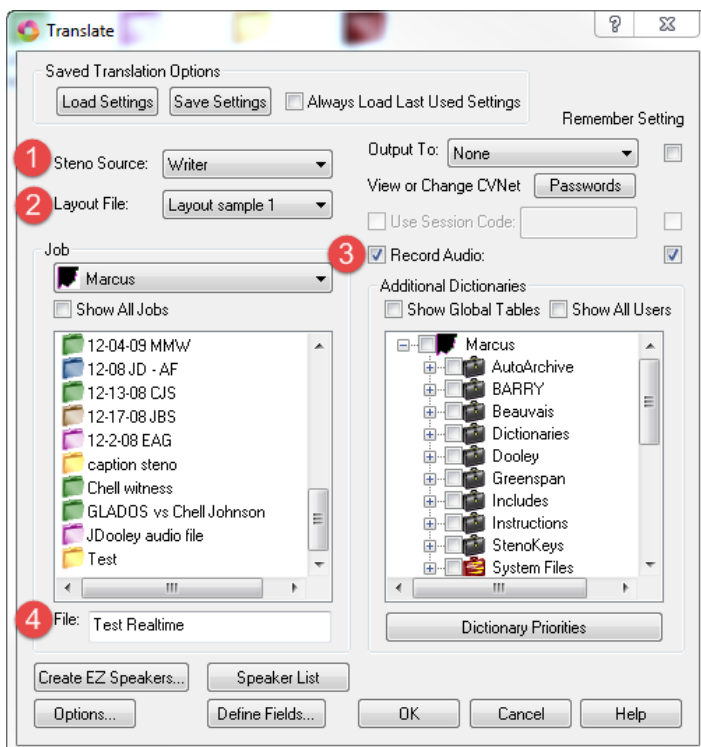 Translate
Saved Translation Options
Load Settings Save Settings Always Load Last Used Settings
Remember Setting
1 Steno Source: Writer
Output To: None
2 Layout File: Layout sample 1
View or Change CVNet Passwords
Use Session Code:
3 Record Audio:
Job
Marcus
Show All Jobs
12-04-09 MMW
12-08 JD - AF
12-13-08 CJS
12-17-08 JBS
12-2-08 EAG
caption steno
Chell witness
GLADOS vs Chell Johnson
JDooley audio file
Test
4 File: Test Realtime
Additional Dictionaries
Show Global Tables Show All Users
Marcus
AutoArchive
BARRY
Beauvais
Dictionaries
Dooley
Greenspan
Includes
Instructions
StenoKeys
System Files
Dictionary Priorities
Create EZ Speakers... Speaker List
Options... Define Fields... OK Cancel Help